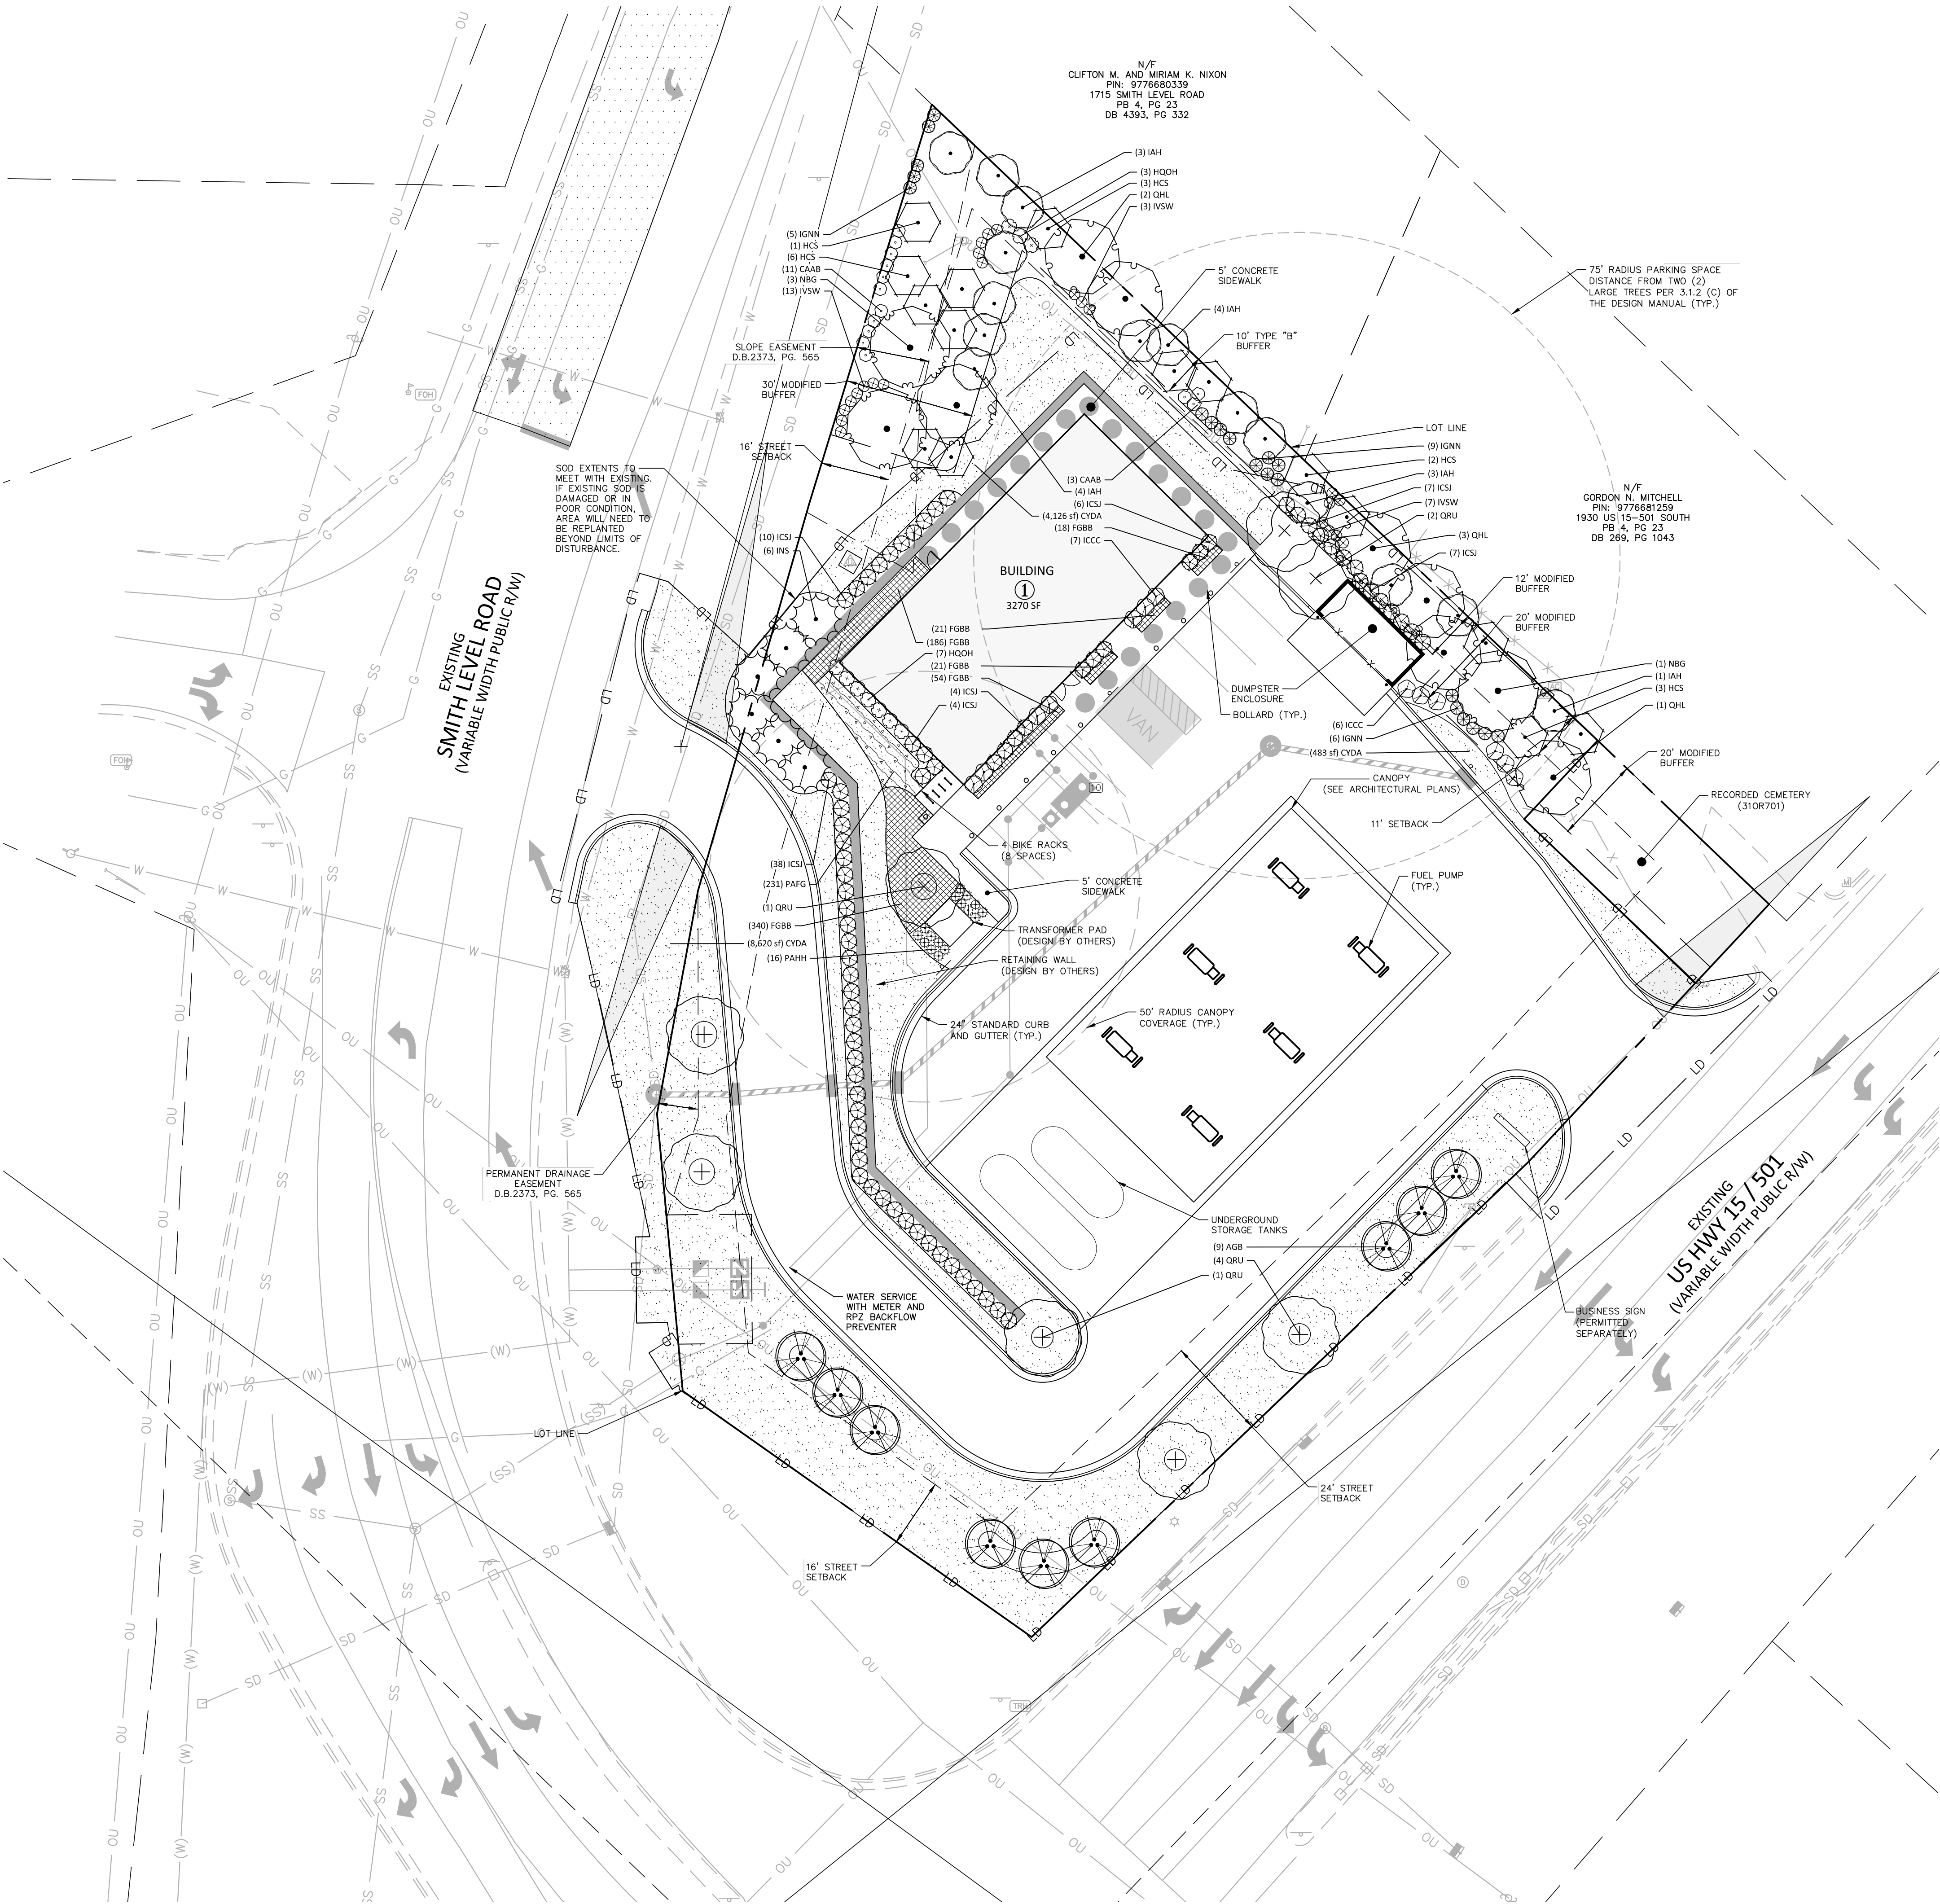 N/F
CLIFTON M. AND MIRIAM K. NIXON
PIN: 9776680339
1715 SMITH LEVEL ROAD
PB 4, PG 23
DB 4393, PG 332
(3) IAH
(3) HQOH
(3) HCS
(2) QHL
(3) IVSW
(5) IGNN
(1) HCS
(6) HCS
(11) CAAB
(3) NBG
(13) IVSW
5' CONCRETE
SIDEWALK
75' RADIUS PARKING SPACE
DISTANCE FROM TWO (2)
LARGE TREES PER 3.1.2 (C) OF
THE DESIGN MANUAL (TYP.)
(4) IAH
10' TYPE "B"
BUFFER
SLOPE EASEMENT
D.B.2373, PG. 565
30' MODIFIED
BUFFER
16' STREET
SETBACK
SOD EXTENTS TO
MEET WITH EXISTING.
IF EXISTING SOD IS
DAMAGED OR IN
POOR CONDITION,
AREA WILL NEED TO
BE REPLANTED
BEYOND LIMITS OF
DISTURBANCE.
LOT LINE
(9) IGNN
(2) HCS
(3) IAH
(7) ICSJ
(7) IVSW
(2) QRU
(3) QHL
(7) ICSJ
N/F
GORDON N. MITCHELL
PIN: 9776681259
1930 US 15-501 SOUTH
PB 4, PG 23
DB 269, PG 1043
(3) CAAB
(4) IAH
(6) ICSJ
(4,126 sf) CYDA
(18) FGBB
(7) ICCC
(10) ICSJ
(6) INS
BUILDING
1
3270 SF
12' MODIFIED
BUFFER
20' MODIFIED
BUFFER
EXISTING
SMITH LEVEL ROAD
(VARIABLE WIDTH PUBLIC R/W)
(21) FGBB
(186) FGBB
(7) HQOH
(21) FGBB
(54) FGBB
(4) ICSJ
(4) ICSJ
(1) NBG
(1) IAH
(3) HCS
(1) QHL
DUMPSTER
ENCLOSURE
BOLLARD (TYP.)
VAN
(6) ICCC
(6) IGNN
(483 sf) CYDA
20' MODIFIED
BUFFER
CANOPY
(SEE ARCHITECTURAL PLANS)
RECORDED CEMETERY
(31OR701)
11' SETBACK
4 BIKE RACKS
(8 SPACES)
(38) ICSJ
(231) PAFG
(1) QRU
(340) FGBB
(8,620 sf) CYDA
(16) PAHH
5' CONCRETE
SIDEWALK
FUEL PUMP
(TYP.)
TRANSFORMER PAD
(DESIGN BY OTHERS)
RETAINING WALL
(DESIGN BY OTHERS)
24" STANDARD CURB
AND GUTTER (TYP.)
50' RADIUS CANOPY
COVERAGE (TYP.)
PERMANENT DRAINAGE
EASEMENT
D.B.2373, PG. 565
UNDERGROUND
STORAGE TANKS
(9) AGB
(4) QRU
(1) QRU
EXISTING
US HWY 15 / 501
(VARIABLE WIDTH PUBLIC R/W)
WATER SERVICE
WITH METER AND
RPZ BACKFLOW
PREVENTER
BUSINESS SIGN
(PERMITTED
SEPARATELY)
LOT LINE
24' STREET
SETBACK
16' STREET
SETBACK